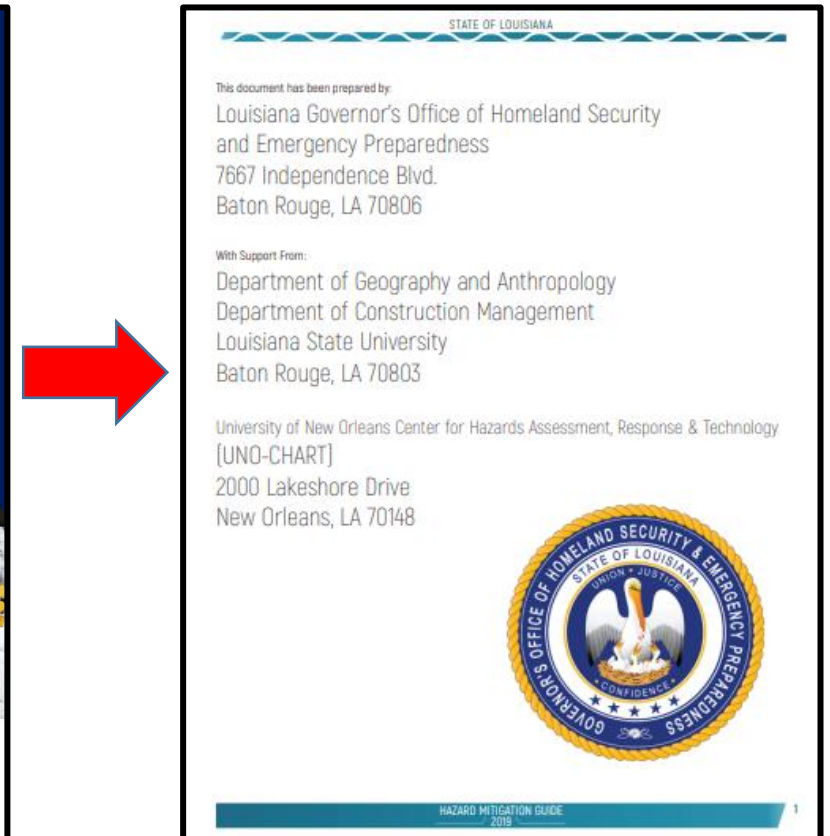 STATE OF LOUISIANA
This document has been prepared by:
Louisiana Governor's Office of Homeland Security
and Emergency Preparedness
7667 Independence Blvd.
Baton Rouge, LA 70806
With Support From:
Department of Geography and Anthropology
Department of Construction Management
Louisiana State University
Baton Rouge, LA 70803
University of New Orleans Center for Hazards Assessment, Response & Technology
(UNO-CHART)
2000 Lakeshore Drive
New Orleans, LA 70148
GOVERNOR'S OFFICE OF HOMELAND SECURITY & EMERGENCY PREPAREDNESS
STATE OF LOUISIANA
UNION • JUSTICE
• CONFIDENCE •
HAZARD MITIGATION GUIDE
2019
1